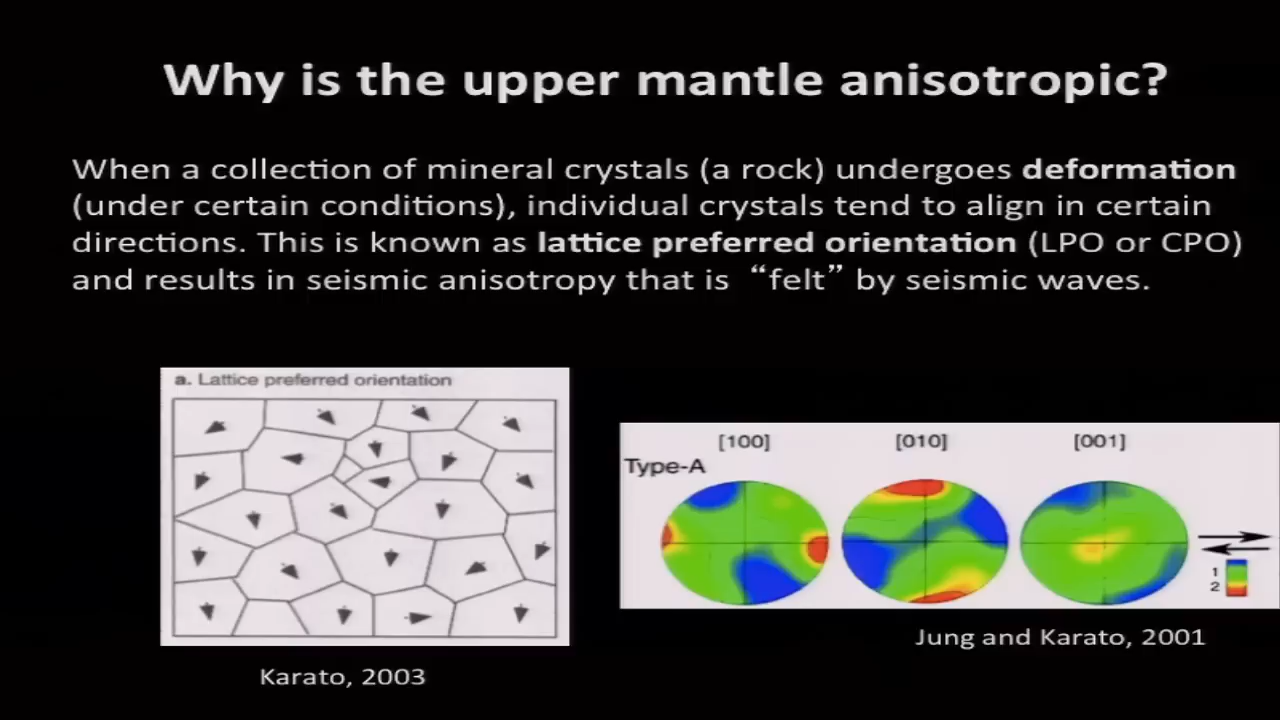 Why is the upper mantle anisotropic?
When a collection of mineral crystals (a rock) undergoes deformation
(under certain conditions), individual crystals tend to align in certain
directions. This is known as lattice preferred orientation (LPO or CPO)
and results in seismic anisotropy that is “felt” by seismic waves.
a. Lattice preferred orientation
Karato, 2003
[100] [010] [001]
Type-A
1
2
Jung and Karato, 2001